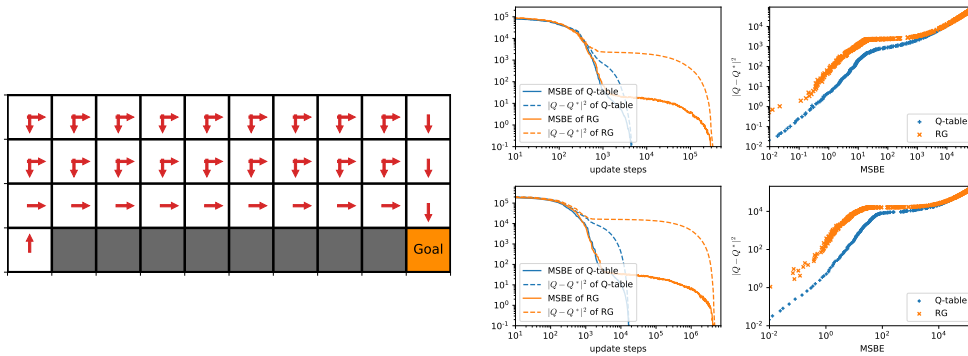 Goal
10^5
10^4
10^3
10^2
10^1
10^0
10^-1
MSBE of Q-table
|Q − Q*|^2 of Q-table
MSBE of RG
|Q − Q*|^2 of RG
10^1 10^2 10^3 10^4 10^5
update steps
|Q − Q*|^2
10^5
10^4
10^3
10^2
10^1
10^0
10^-1
10^-2
Q-table
RG
10^-2 10^-1 10^0 10^1 10^2 10^3 10^4
MSBE
10^5
10^4
10^3
10^2
10^1
10^0
10^-1
MSBE of Q-table
|Q − Q*|^2 of Q-table
MSBE of RG
|Q − Q*|^2 of RG
10^1 10^2 10^3 10^4 10^5 10^6
update steps
|Q − Q*|^2
10^4
10^2
10^0
10^-2
Q-table
RG
10^-2 10^0 10^2 10^4
MSBE